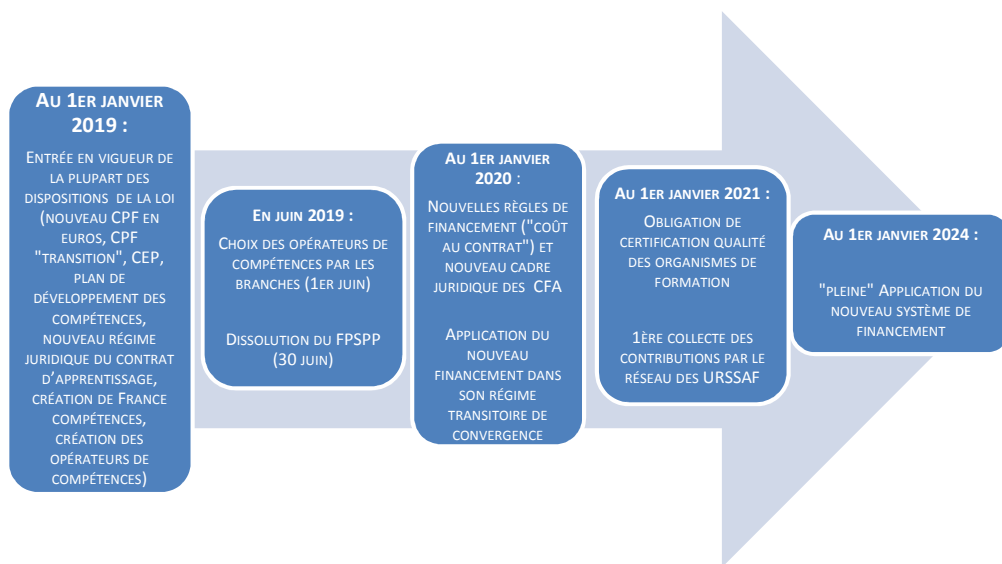 AU 1ER JANVIER
2019 :
ENTRÉE EN VIGUEUR DE
LA PLUPART DES
DISPOSITIONS DE LA LOI
(NOUVEAU CPF EN
EUROS, CPF
"TRANSITION", CEP,
PLAN DE
DÉVELOPPEMENT DES
COMPÉTENCES,
NOUVEAU RÉGIME
JURIDIQUE DU CONTRAT
D'APPRENTISSAGE,
CRÉATION DE FRANCE
COMPÉTENCES,
CRÉATION DES
OPÉRATEURS DE
COMPÉTENCES)
EN JUIN 2019 :
CHOIX DES OPÉRATEURS DE
COMPÉTENCES PAR LES
BRANCHES (1ER JUIN)
DISSOLUTION DU FPSPP
(30 JUIN)
AU 1ER JANVIER
2020 :
NOUVELLES RÈGLES DE
FINANCEMENT ("COÛT
AU CONTRAT") ET
NOUVEAU CADRE
JURIDIQUE DES CFA
APPLICATION DU
NOUVEAU
FINANCEMENT DANS
SON RÉGIME
TRANSITOIRE DE
CONVERGENCE
AU 1ER JANVIER 2021 :
OBLIGATION DE
CERTIFICATION QUALITÉ
DES ORGANISMES DE
FORMATION
1ÈRE COLLECTE DES
CONTRIBUTIONS PAR LE
RÉSEAU DES URSSAF
AU 1ER JANVIER 2024 :
"PLEINE" APPLICATION DU
NOUVEAU SYSTÈME DE
FINANCEMENT